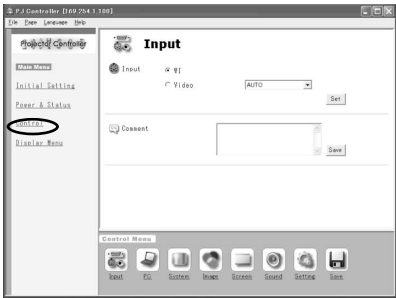 PJ Controller [169.254.1.100]
File Page Language Help
Projector Controller
Main Menu
Initial Setting
Power & Status
Control
Display Menu
Input
Input
Video
AUTO
Set
Comment
Save
Control Menu
Input PC System Image Screen Sound Setting Save